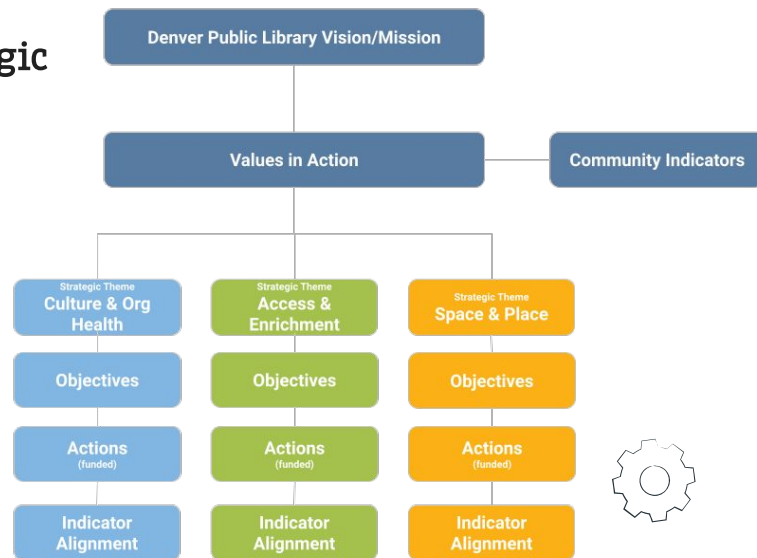 Denver Public Library Vision/Mission
gic
Values in Action
Community Indicators
Strategic Theme
Culture & Org
Health
Strategic Theme
Access &
Enrichment
Strategic Theme
Space & Place
Objectives
Objectives
Objectives
Actions
(funded)
Actions
(funded)
Actions
(funded)
Indicator
Alignment
Indicator
Alignment
Indicator
Alignment